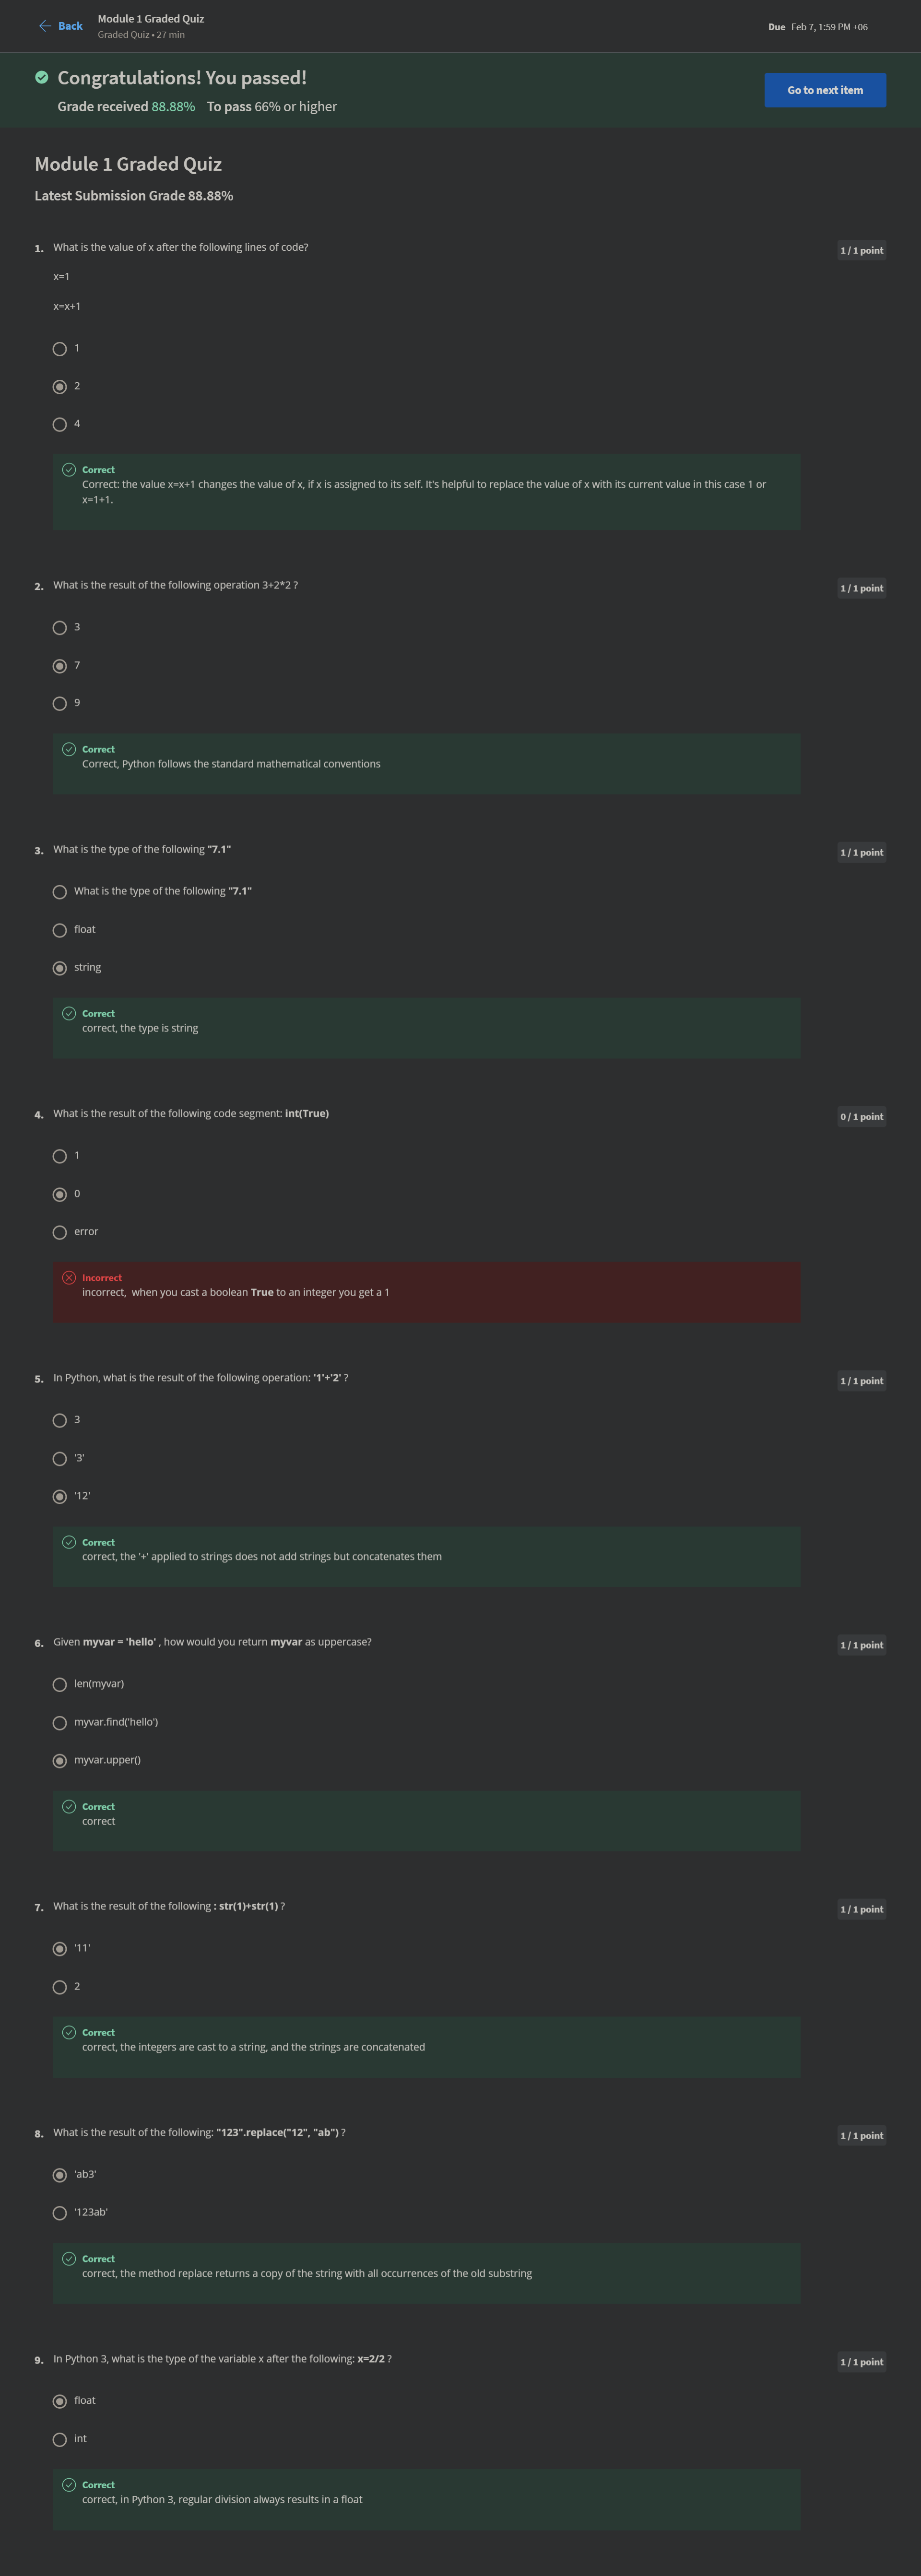 Back
Module 1 Graded Quiz
Graded Quiz • 27 min
Due Feb 7, 1:59 PM +06
Congratulations! You passed!
Grade received 88.88% To pass 66% or higher
Go to next item
Module 1 Graded Quiz
Latest Submission Grade 88.88%
1. What is the value of x after the following lines of code?
1 / 1 point
x=1
x=x+1
1
2
4
Correct
Correct: the value x=x+1 changes the value of x, if x is assigned to its self. It's helpful to replace the value of x with its current value in this case 1 or
x=1+1.
2. What is the result of the following operation 3+2*2 ?
1 / 1 point
3
7
9
Correct
Correct, Python follows the standard mathematical conventions
3. What is the type of the following "7.1"
1 / 1 point
What is the type of the following "7.1"
float
string
Correct
correct, the type is string
4. What is the result of the following code segment: int(True)
0 / 1 point
1
0
error
Incorrect
incorrect, when you cast a boolean True to an integer you get a 1
5. In Python, what is the result of the following operation: '1'+'2' ?
1 / 1 point
3
'3'
'12'
Correct
correct, the '+' applied to strings does not add strings but concatenates them
6. Given myvar = 'hello' , how would you return myvar as uppercase?
1 / 1 point
len(myvar)
myvar.find('hello')
myvar.upper()
Correct
correct
7. What is the result of the following : str(1)+str(1) ?
1 / 1 point
'11'
2
Correct
correct, the integers are cast to a string, and the strings are concatenated
8. What is the result of the following: "123".replace("12", "ab") ?
1 / 1 point
'ab3'
'123ab'
Correct
correct, the method replace returns a copy of the string with all occurrences of the old substring
9. In Python 3, what is the type of the variable x after the following: x=2/2 ?
1 / 1 point
float
int
Correct
correct, in Python 3, regular division always results in a float